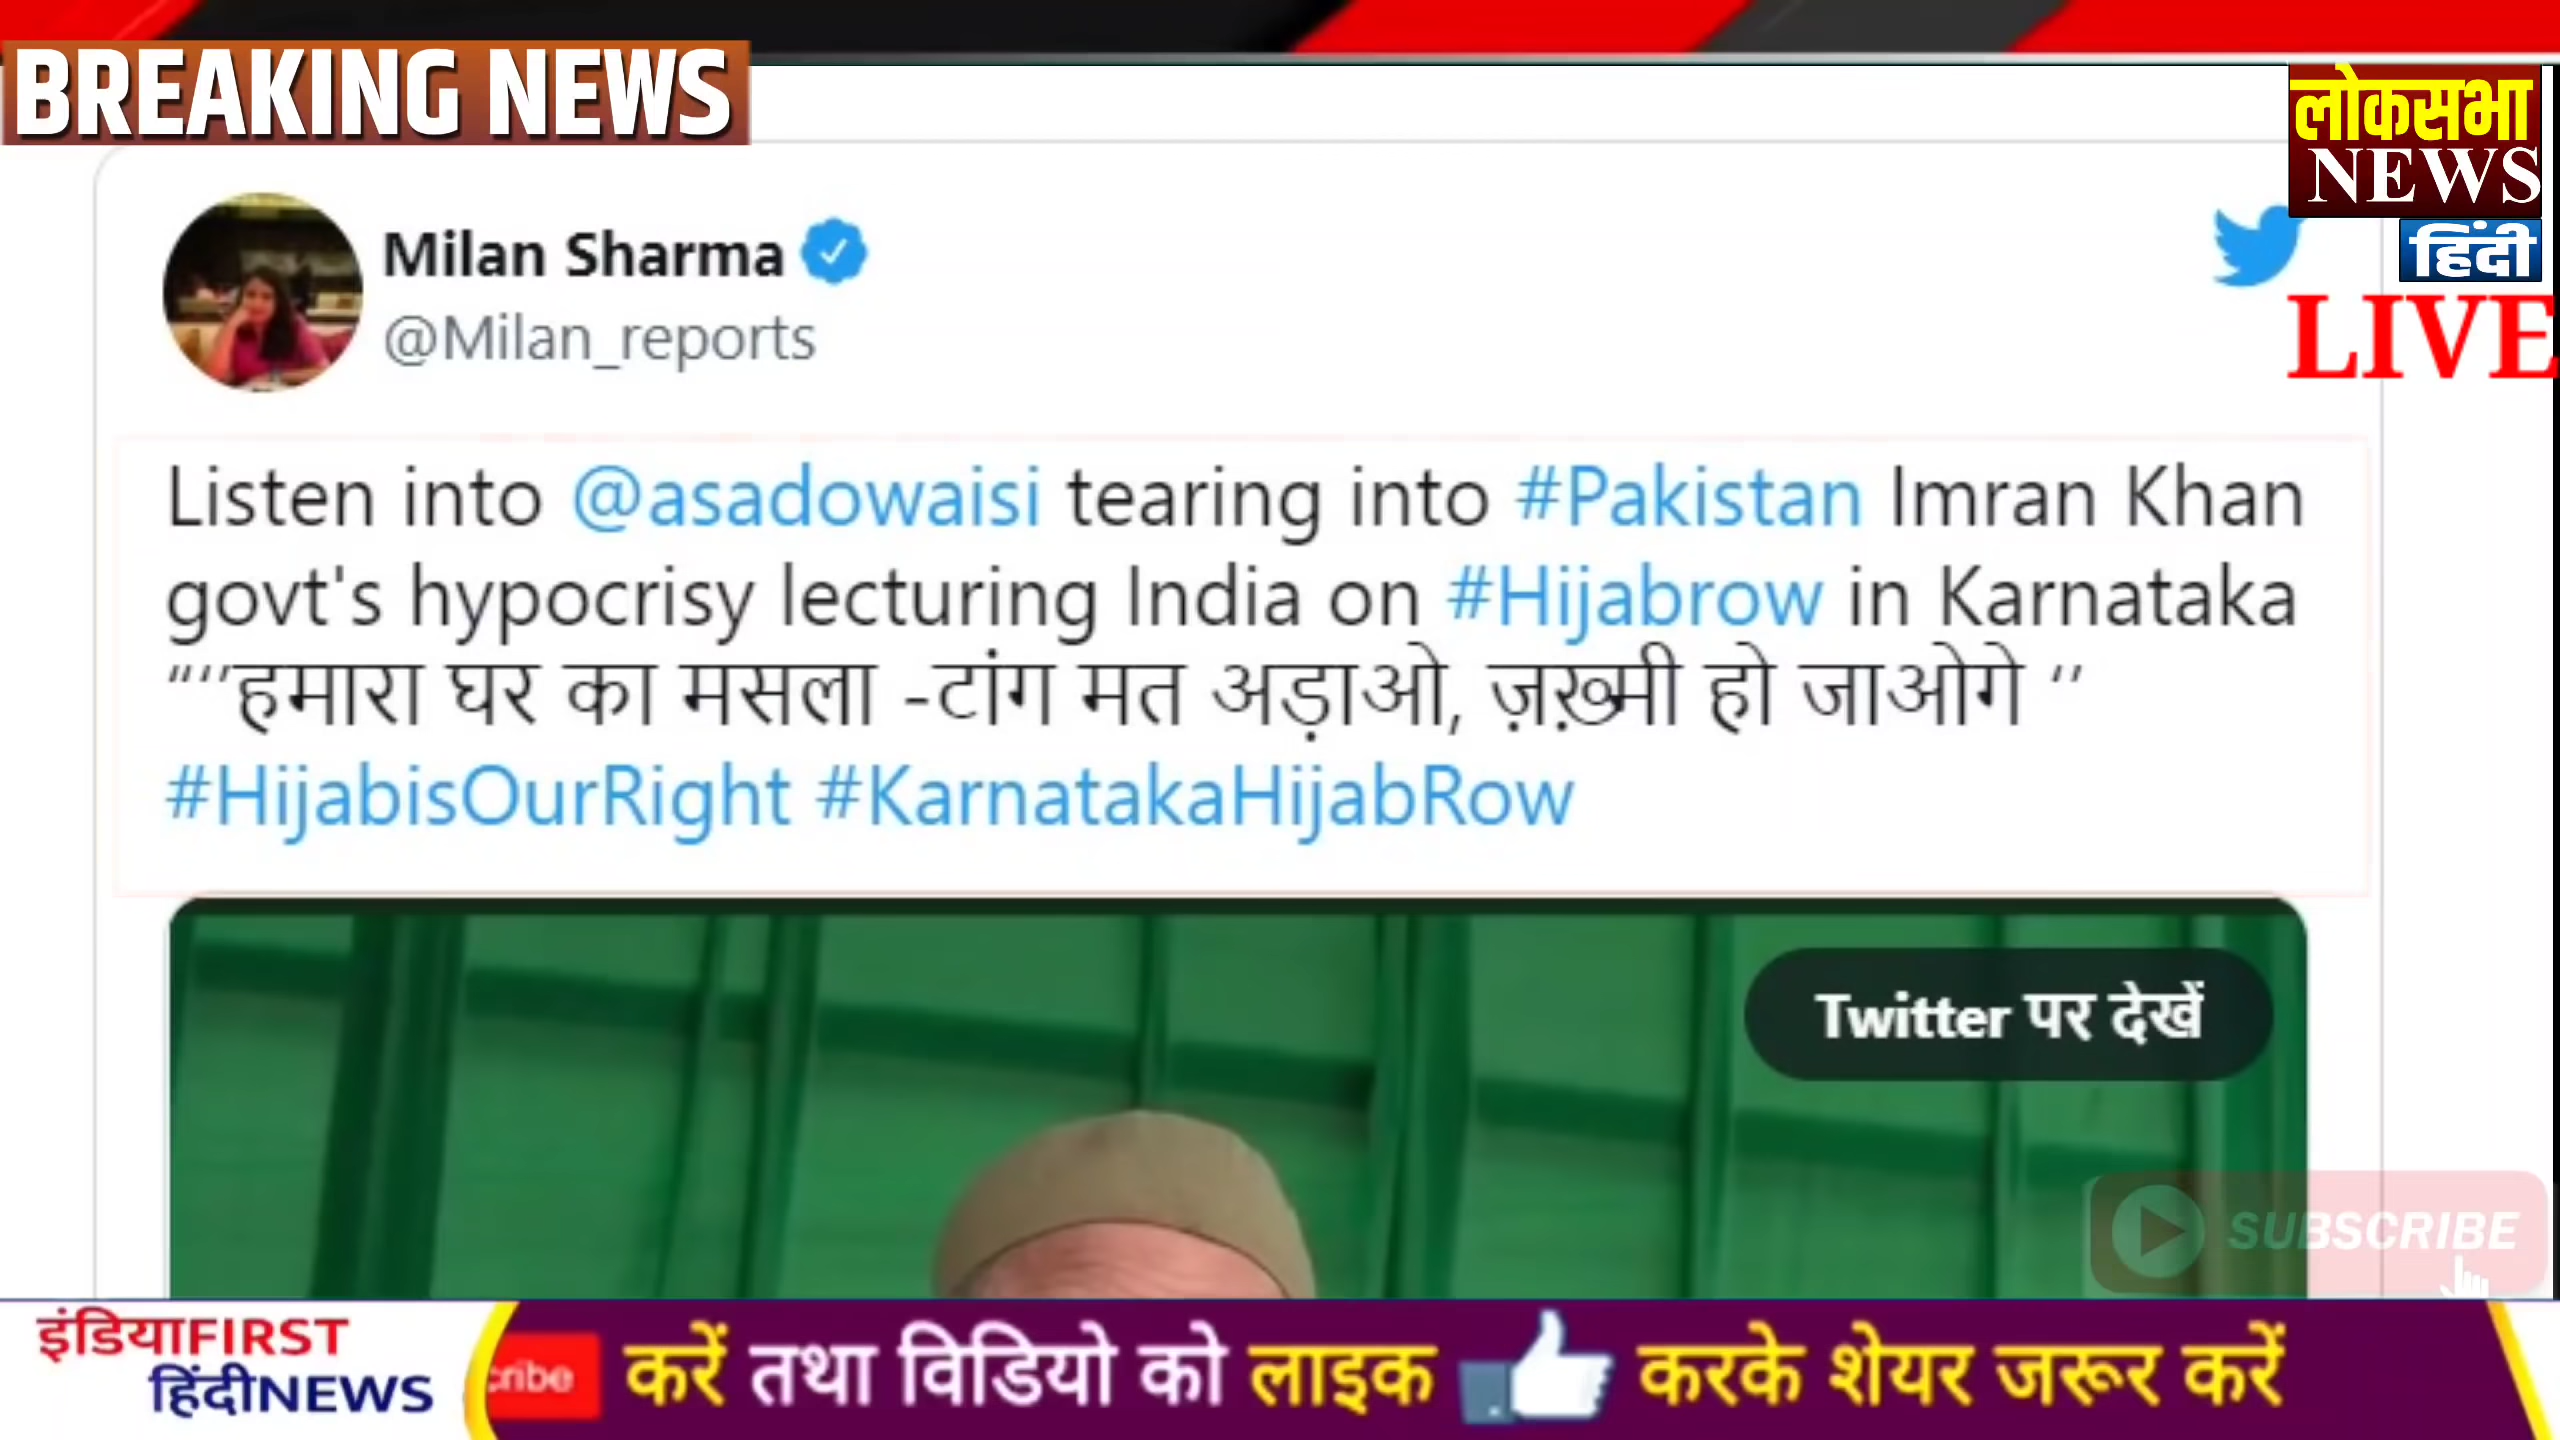 BREAKING NEWS
लोकसभा
NEWS
हिंदी
LIVE
Milan Sharma
@Milan_reports
Listen into @asadowaisi tearing into #Pakistan Imran Khan
govt's hypocrisy lecturing India on #Hijabrow in Karnataka
“‘‘’हमारा घर का मसला -टांग मत अड़ाओ, ज़ख़्मी हो जाओगे ‘’
#HijabisOurRight #KarnatakaHijabRow
Twitter पर देखें
SUBSCRIBE
इंडियाFIRST
हिंदीNEWS
cribe करें तथा विडियो को लाइक करके शेयर जरूर करें